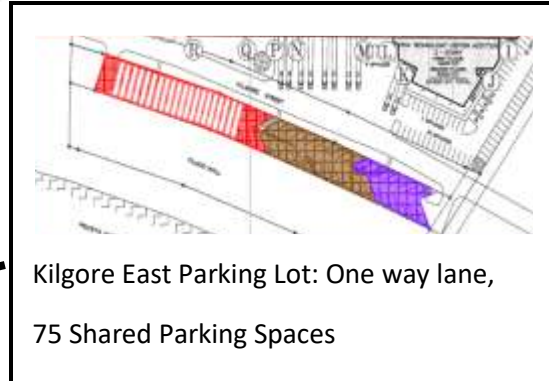 R Q P N M L I
K J
Kilgore East Parking Lot: One way lane,
75 Shared Parking Spaces